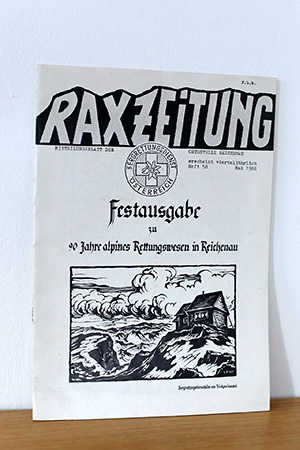 P.b.b.
RAXZEITUNG
MITTEILUNGSBLATT DER ORTSSTELLE REICHENAU
erscheint vierteljährlich
Heft 58 Mai 1986
BERGRETTUNGSDIENST
ÖSTERREICH
Festausgabe
zu
90 Jahre alpines Rettungswesen in Reichenau